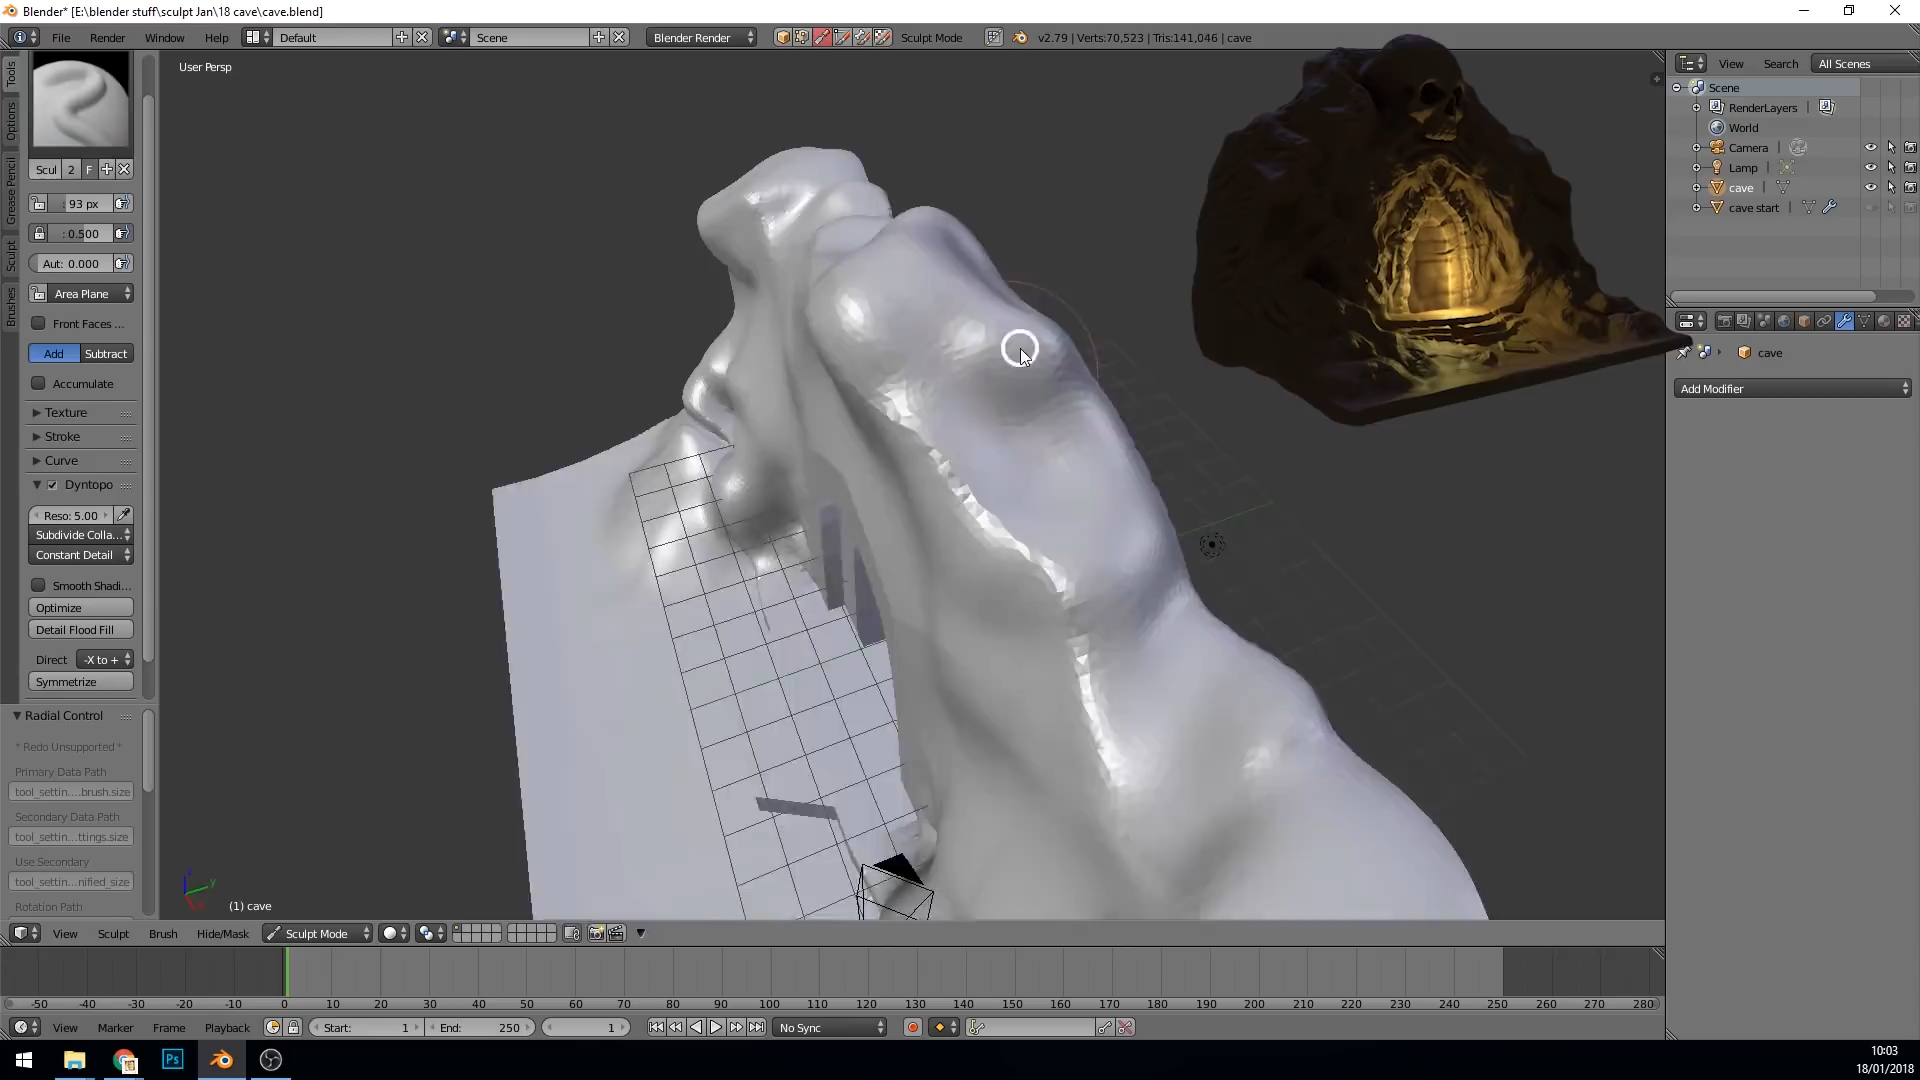 Blender* [E:\blender stuff\sculpt Jan\18 cave\cave.blend]
File Render Window Help Default Scene Blender Render Sculpt Mode v2.79 | Verts:70,523 | Tris:141,046 | cave
User Persp
View Search All Scenes
Scene
RenderLayers
World
Camera
Lamp
cave
cave start
cave
Add Modifier
Tools
Options
Grease Pencil
Sculpt
Brushes
Scul 2 F
: 93 px
: 0.500
Aut: 0.000
Area Plane
Front Faces ...
Add Subtract
Accumulate
Texture
Stroke
Curve
Dyntopo
Reso: 5.00
Subdivide Colla...
Constant Detail
Smooth Shadi...
Optimize
Detail Flood Fill
Direct -X to +
Symmetrize
Radial Control
* Redo Unsupported *
Primary Data Path
tool_settin....brush.size
Secondary Data Path
tool_settin...ttings.size
Use Secondary
tool_settin...nified_size
Rotation Path
y
(1) cave
View Sculpt Brush Hide/Mask Sculpt Mode
-50 -40 -30 -20 -10 0 10 20 30 40 50 60 70 80 90 100 110 120 130 140 150 160 170 180 190 200 210 220 230 240 250 260 270 280
View Marker Frame Playback Start: 1 End: 250 1 No Sync
Ps
10:03
18/01/2018